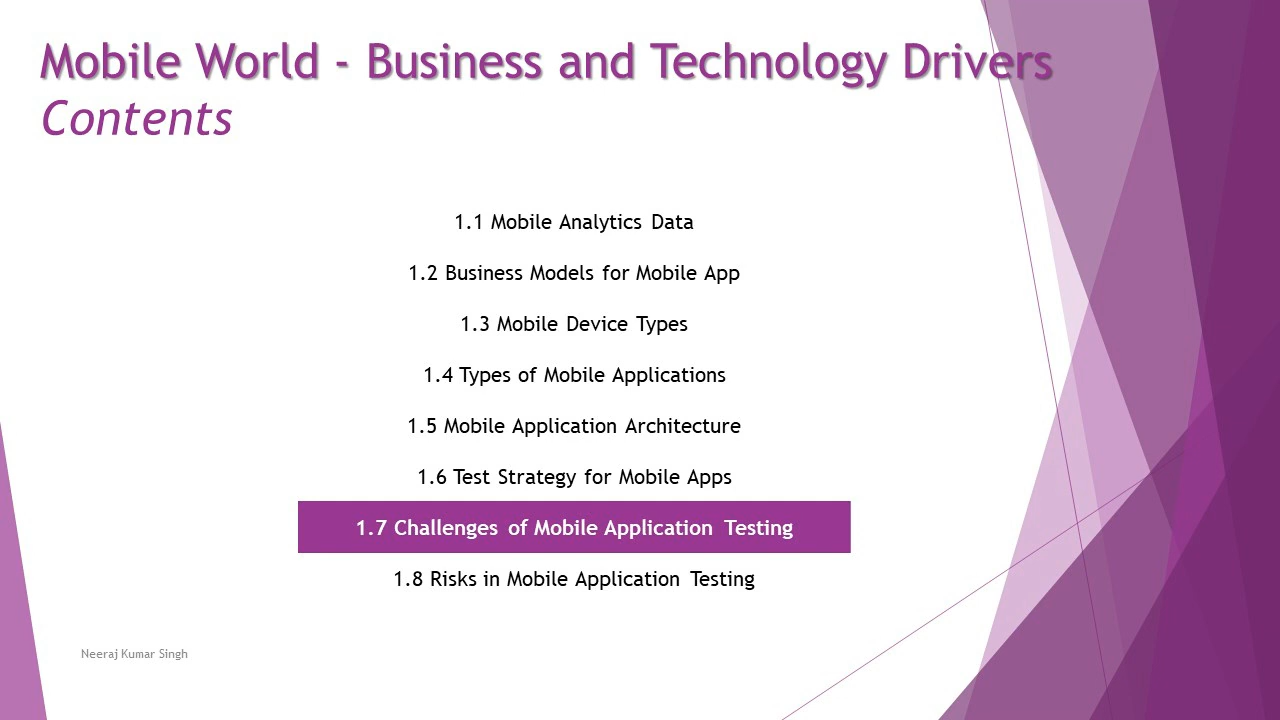 Mobile World - Business and Technology Drivers
Contents
1.1 Mobile Analytics Data
1.2 Business Models for Mobile App
1.3 Mobile Device Types
1.4 Types of Mobile Applications
1.5 Mobile Application Architecture
1.6 Test Strategy for Mobile Apps
1.7 Challenges of Mobile Application Testing
1.8 Risks in Mobile Application Testing
Neeraj Kumar Singh